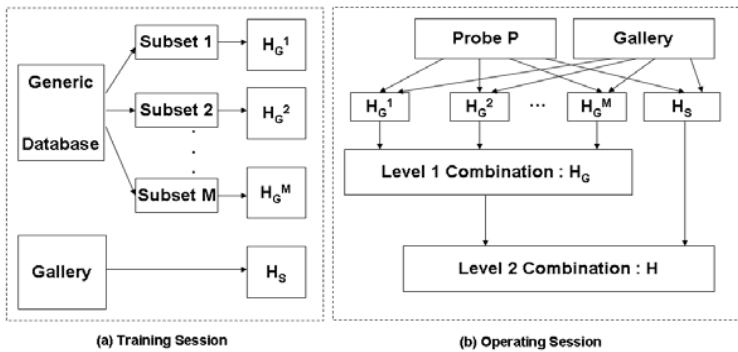 Generic
Database
Subset 1
H_G^1
Subset 2
H_G^2
. . .
Subset M
H_G^M
Gallery
H_S
(a) Training Session
Probe P
Gallery
H_G^1
H_G^2
...
H_G^M
H_S
Level 1 Combination : H_G
Level 2 Combination : H
(b) Operating Session